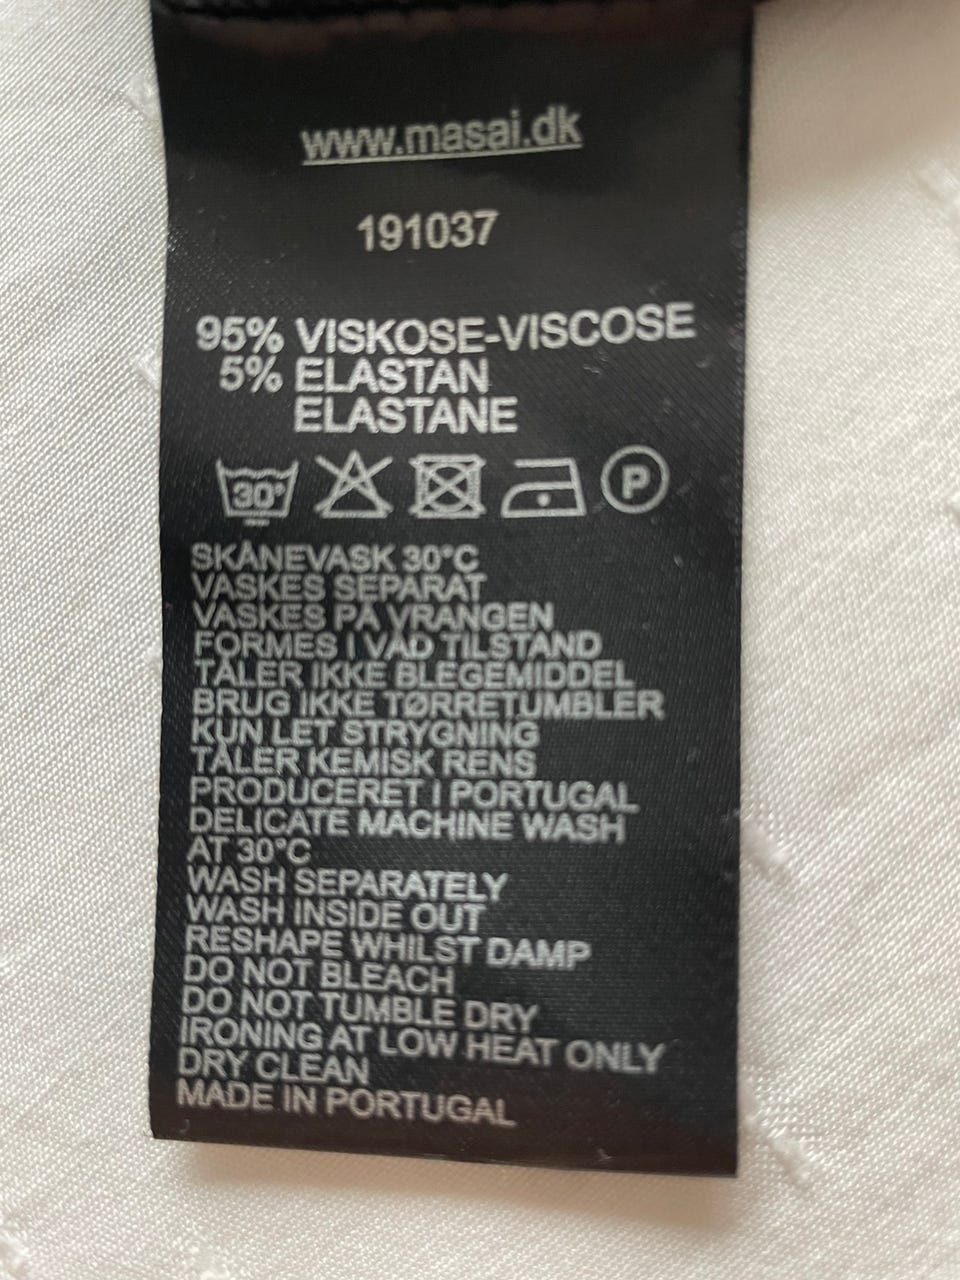 www.masai.dk
191037
95% VISKOSE-VISCOSE
5% ELASTAN
ELASTANE
30° P
SKÅNEVASK 30°C
VASKES SEPARAT
VASKES PÅ VRANGEN
FORMES I VÅD TILSTAND
TÅLER IKKE BLEGEMIDDEL
BRUG IKKE TØRRETUMBLER
KUN LET STRYGNING
TÅLER KEMISK RENS
PRODUCERET I PORTUGAL
DELICATE MACHINE WASH
AT 30°C
WASH SEPARATELY
WASH INSIDE OUT
RESHAPE WHILST DAMP
DO NOT BLEACH
DO NOT TUMBLE DRY
IRONING AT LOW HEAT ONLY
DRY CLEAN
MADE IN PORTUGAL